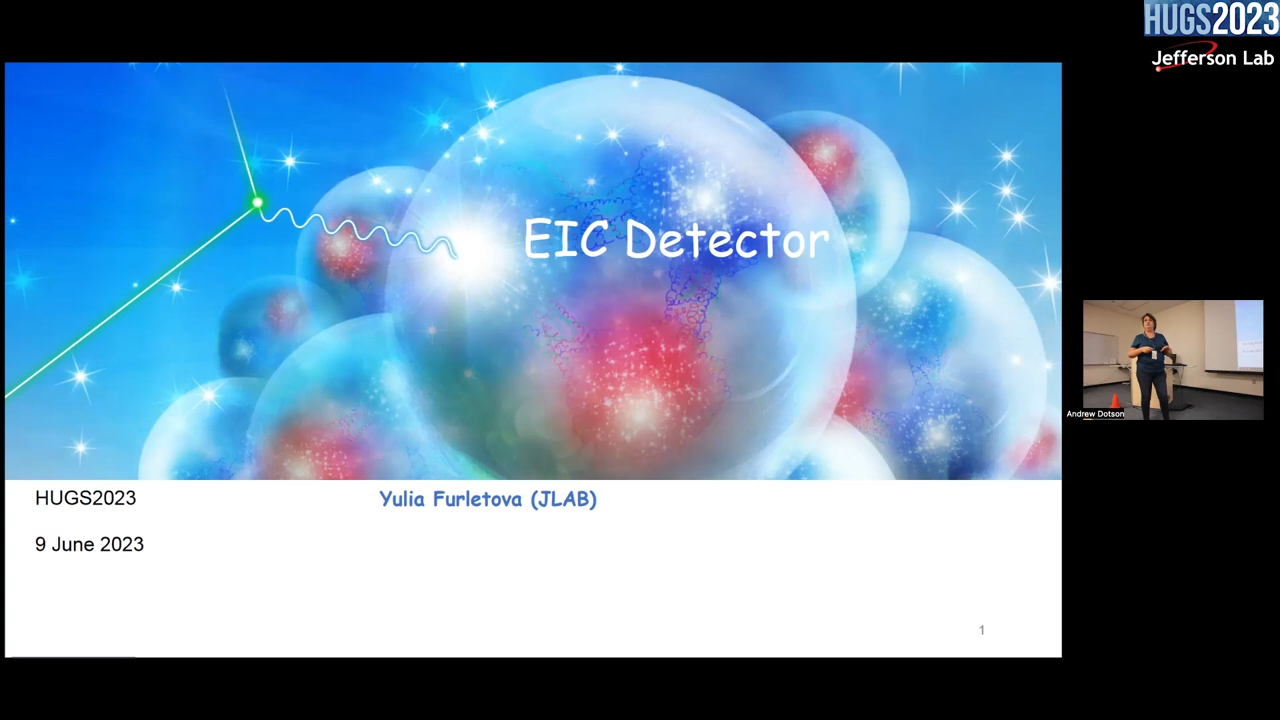 HUGS2023
Jefferson Lab
EIC Detector
HUGS2023
Yulia Furletova (JLAB)
9 June 2023
1
Andrew Dotson